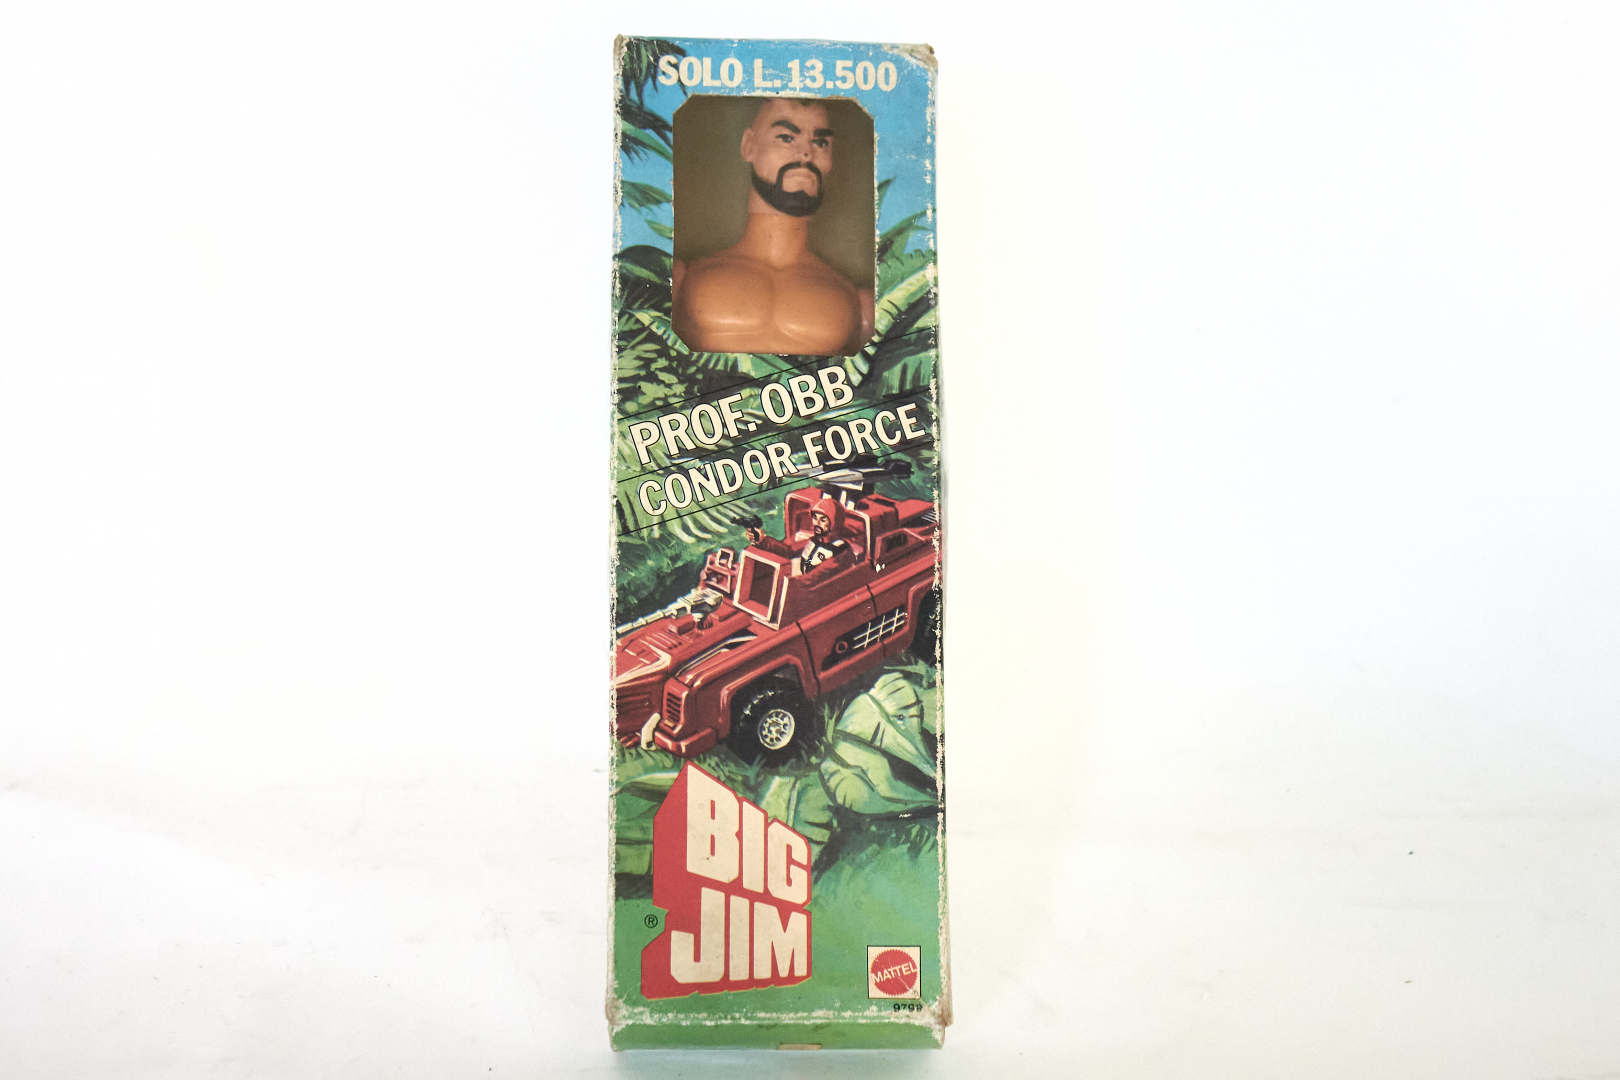 SOLO L.13.500
PROF. OBB
CONDOR FORCE
BIG
JIM
®
MATTEL